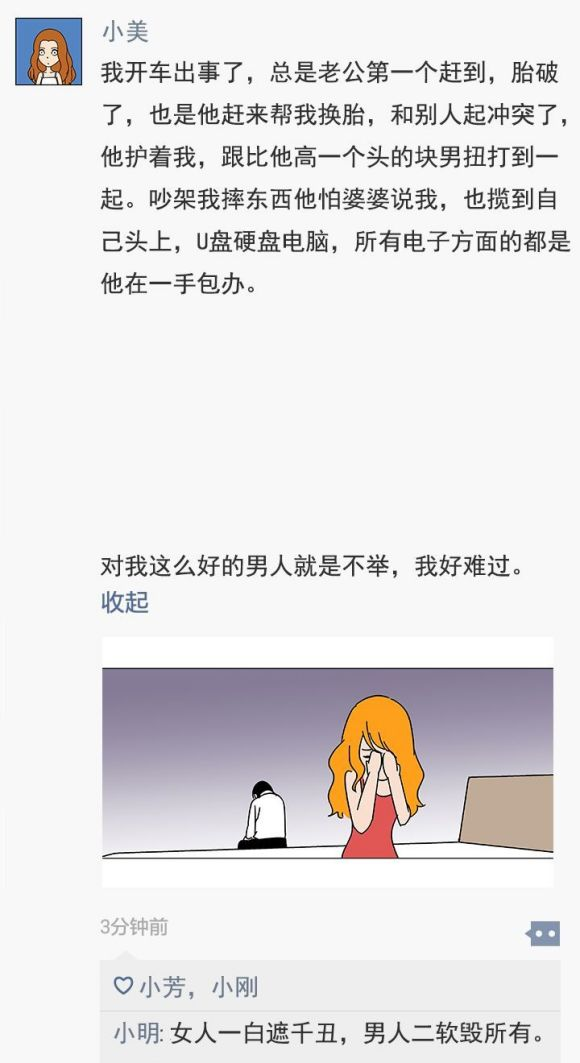 小美
我开车出事了，总是老公第一个赶到，胎破
了，也是他赶来帮我换胎，和别人起冲突了，
他护着我，跟比他高一个头的块男扭打到一
起。吵架我摔东西他怕婆婆说我，也揽到自
己头上，U盘硬盘电脑，所有电子方面的都是
他在一手包办。
对我这么好的男人就是不举，我好难过。
收起
3分钟前
小芳，小刚
小明: 女人一白遮千丑，男人二软毁所有。